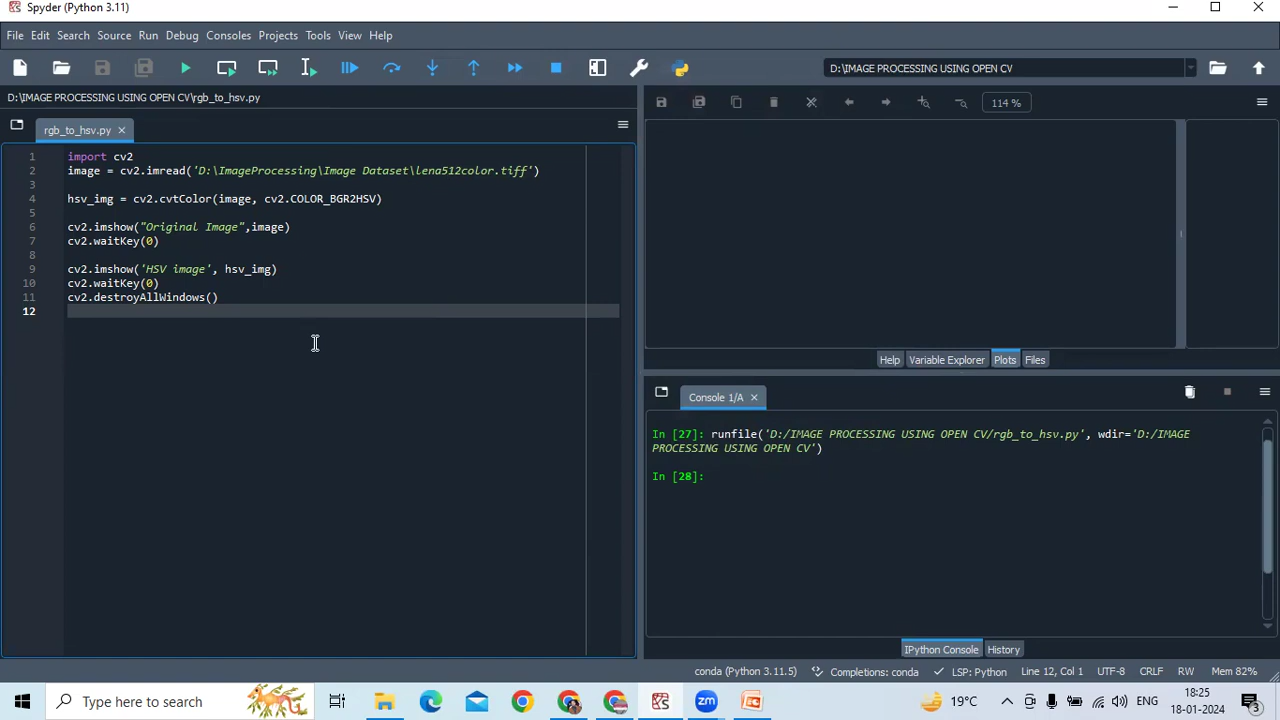 Spyder (Python 3.11)
File Edit Search Source Run Debug Consoles Projects Tools View Help
D:\IMAGE PROCESSING USING OPEN CV
D:\IMAGE PROCESSING USING OPEN CV\rgb_to_hsv.py
114 %
rgb_to_hsv.py
1 import cv2
2 image = cv2.imread('D:\ImageProcessing\Image Dataset\lena512color.tiff')
3
4 hsv_img = cv2.cvtColor(image, cv2.COLOR_BGR2HSV)
5
6 cv2.imshow("Original Image",image)
7 cv2.waitKey(0)
8
9 cv2.imshow('HSV image', hsv_img)
10 cv2.waitKey(0)
11 cv2.destroyAllWindows()
12
Help Variable Explorer Plots Files
Console 1/A
In [27]: runfile('D:/IMAGE PROCESSING USING OPEN CV/rgb_to_hsv.py', wdir='D:/IMAGE
PROCESSING USING OPEN CV')
In [28]:
IPython Console History
conda (Python 3.11.5) Completions: conda LSP: Python Line 12, Col 1 UTF-8 CRLF RW Mem 82%
Type here to search
19°C
ENG
18:25
18-01-2024
3